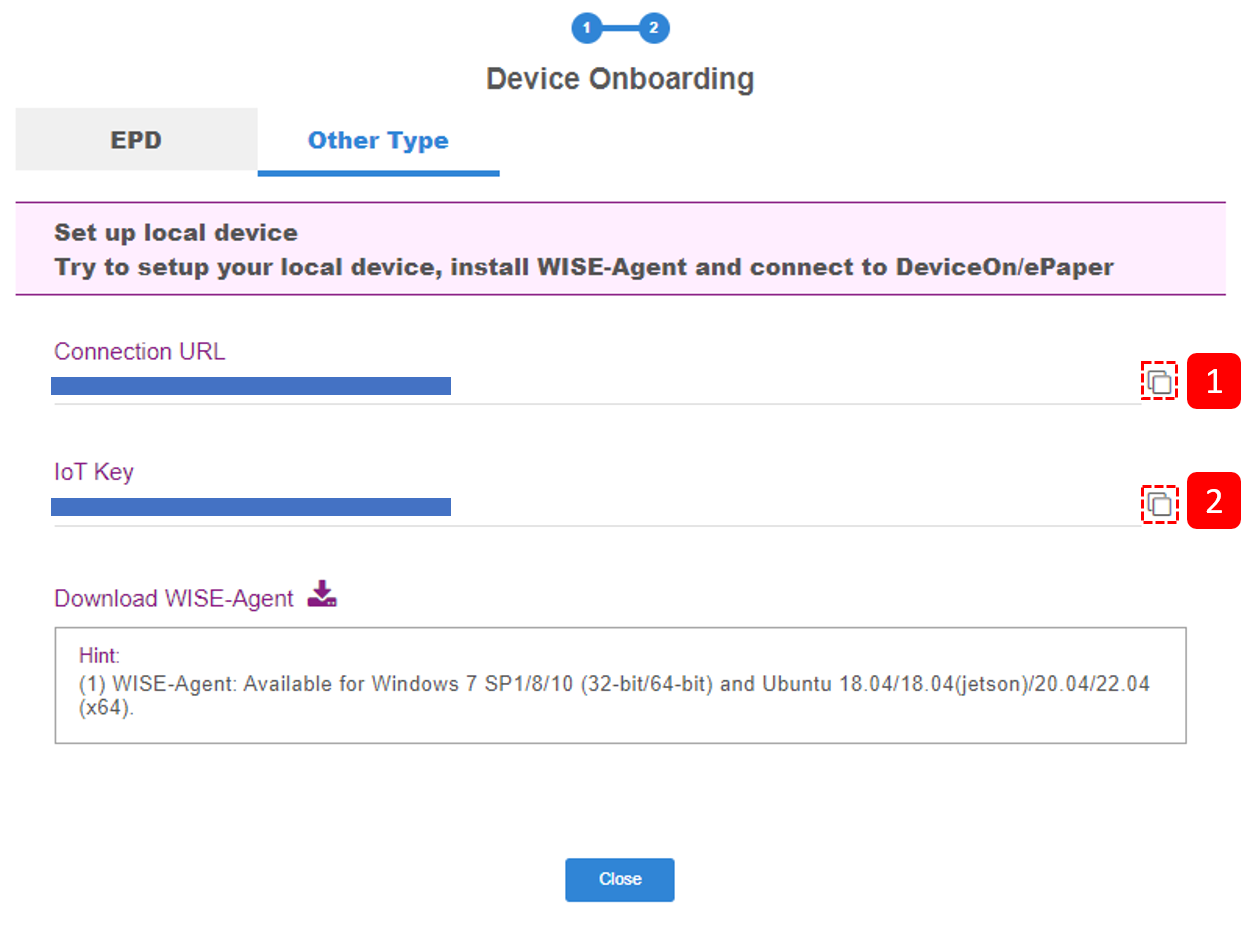 1 2
Device Onboarding
EPD Other Type
Set up local device
Try to setup your local device, install WISE-Agent and connect to DeviceOn/ePaper
Connection URL
1
IoT Key
2
Download WISE-Agent
Hint:
(1) WISE-Agent: Available for Windows 7 SP1/8/10 (32-bit/64-bit) and Ubuntu 18.04/18.04(jetson)/20.04/22.04
(x64).
Close